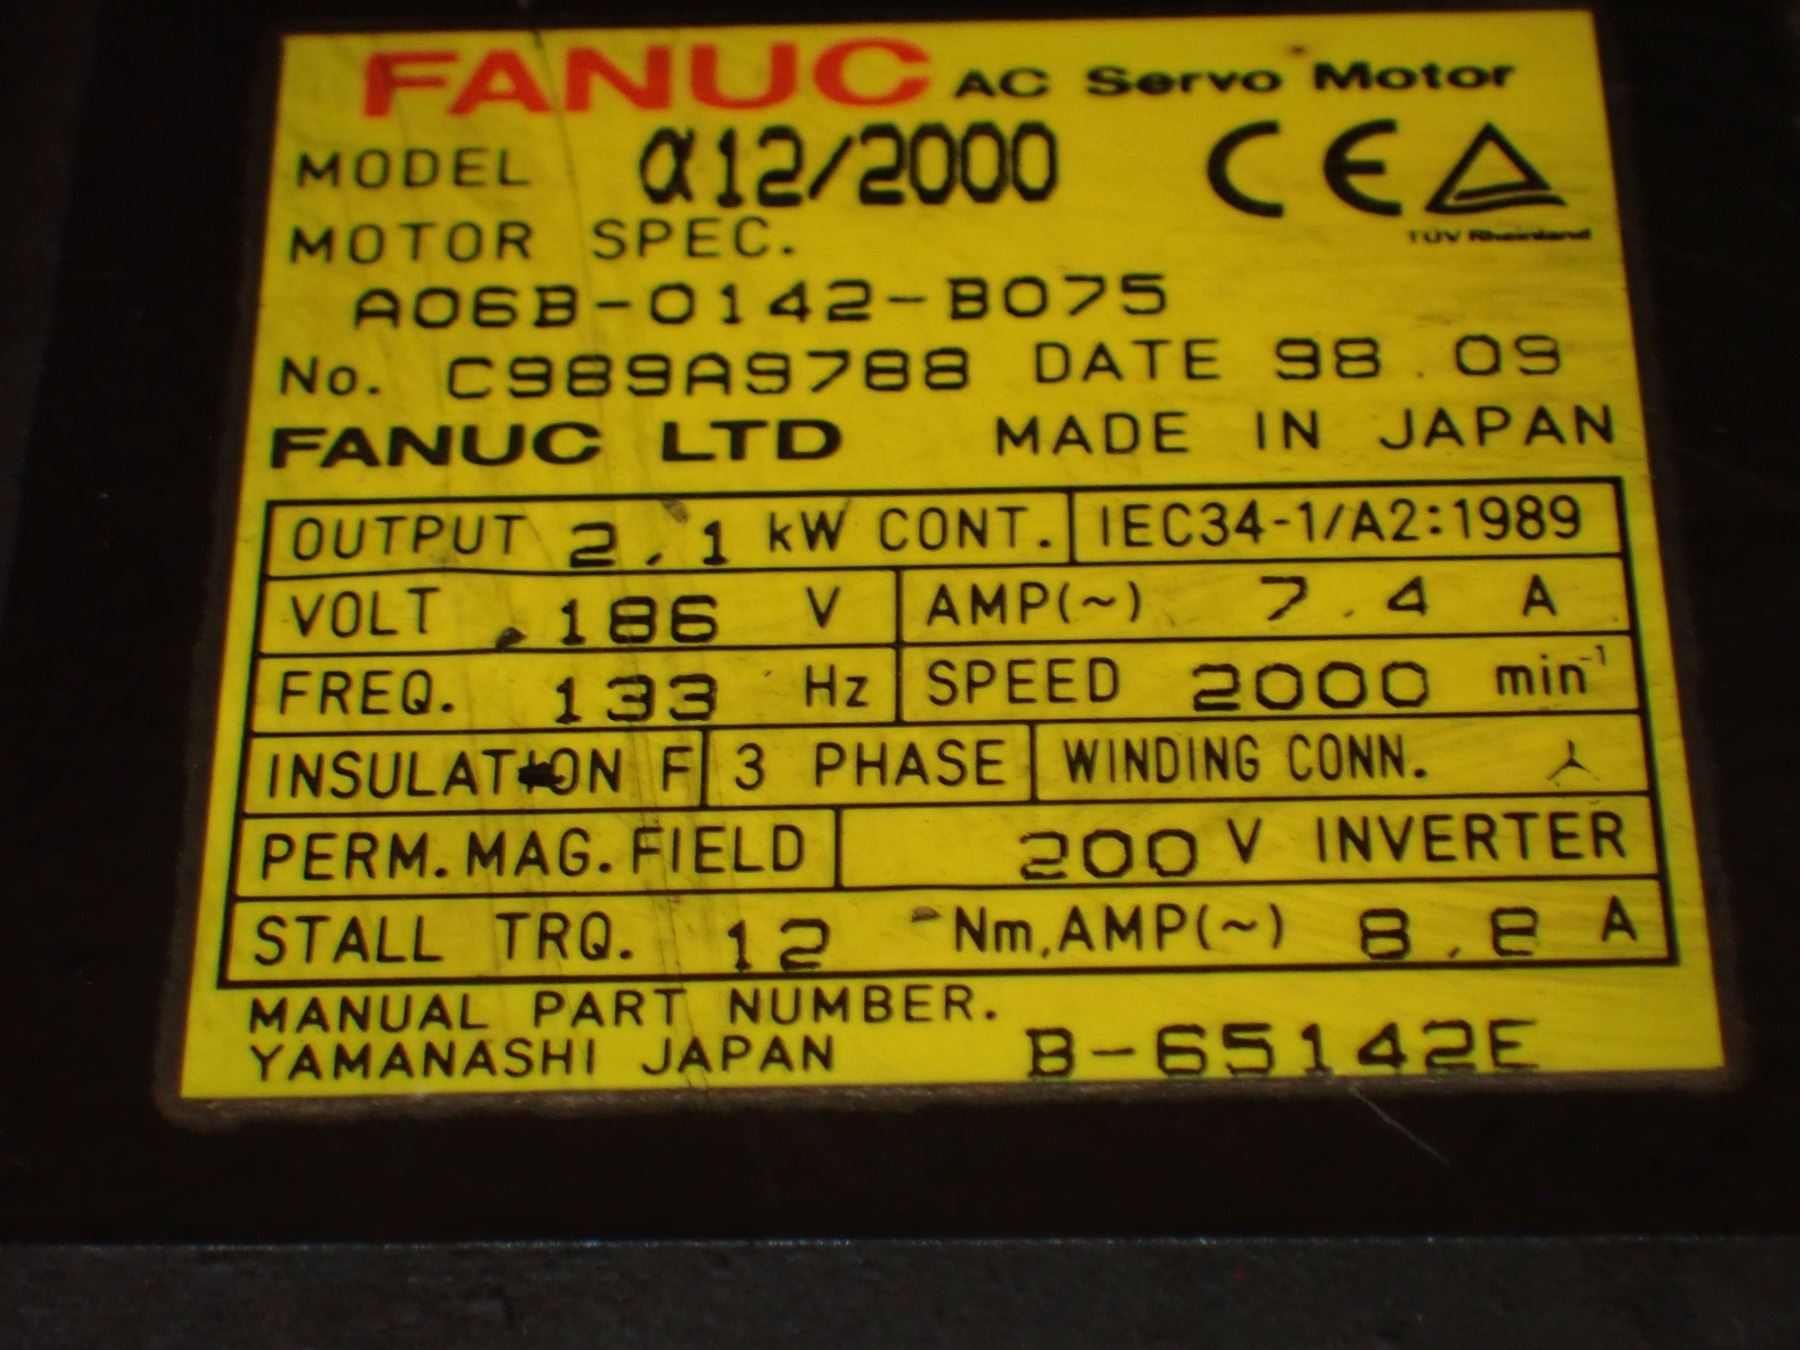 FANUC AC Servo Motor
MODEL α12/2000
CE
TÜV Rheinland
MOTOR SPEC.
A06B-0142-B075
No. C989A9788 DATE 98.09
FANUC LTD MADE IN JAPAN
OUTPUT 2.1 kW CONT. IEC34-1/A2:1989
VOLT 186 V AMP(~) 7.4 A
FREQ. 133 Hz SPEED 2000 min⁻¹
INSULATION F 3 PHASE WINDING CONN.
PERM. MAG. FIELD 200 V INVERTER
STALL TRQ. 12 Nm, AMP(~) 8.8 A
MANUAL PART NUMBER.
YAMANASHI JAPAN B-65142E